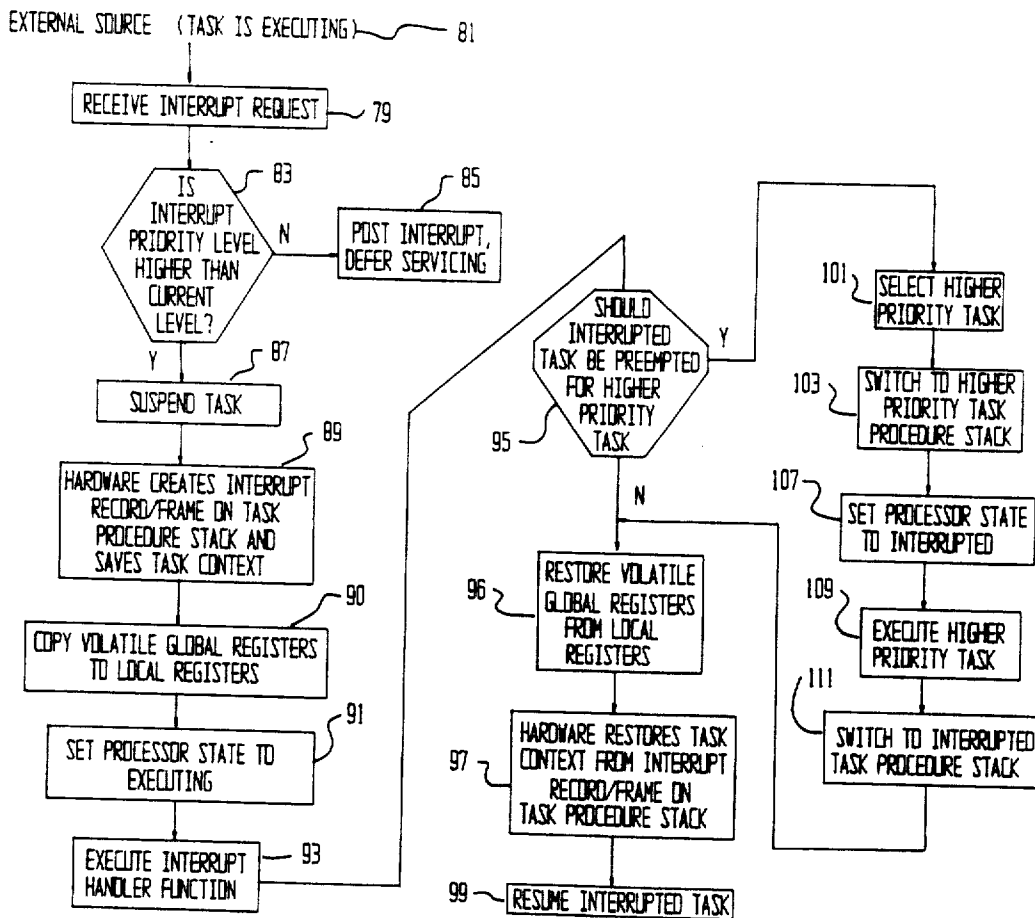 EXTERNAL SOURCE (TASK IS EXECUTING)
81
RECEIVE INTERRUPT REQUEST
79
83
IS
INTERRUPT
PRIORITY LEVEL
HIGHER THAN
CURRENT
LEVEL?
N
85
POST INTERRUPT,
DEFER SERVICING
Y
87
SUSPEND TASK
89
HARDWARE CREATES INTERRUPT
RECORD/FRAME ON TASK
PROCEDURE STACK AND
SAVES TASK CONTEXT
90
COPY VOLATILE GLOBAL REGISTERS
TO LOCAL REGISTERS
91
SET PROCESSOR STATE TO
EXECUTING
93
EXECUTE INTERRUPT
HANDLER FUNCTION
SHOULD
INTERRUPTED
TASK BE PREEMPTED
FOR HIGHER
PRIORITY
TASK
95
Y
N
96
RESTORE VOLATILE
GLOBAL REGISTERS
FROM LOCAL
REGISTERS
97
HARDWARE RESTORES TASK
CONTEXT FROM INTERRUPT
RECORD/FRAME ON
TASK PROCEDURE STACK
99
RESUME INTERRUPTED TASK
101
SELECT HIGHER
PRIORITY TASK
103
SWITCH TO HIGHER
PRIORITY TASK
PROCEDURE STACK
107
SET PROCESSOR STATE
TO INTERRUPTED
109
EXECUTE HIGHER
PRIORITY TASK
111
SWITCH TO INTERRUPTED
TASK PROCEDURE STACK